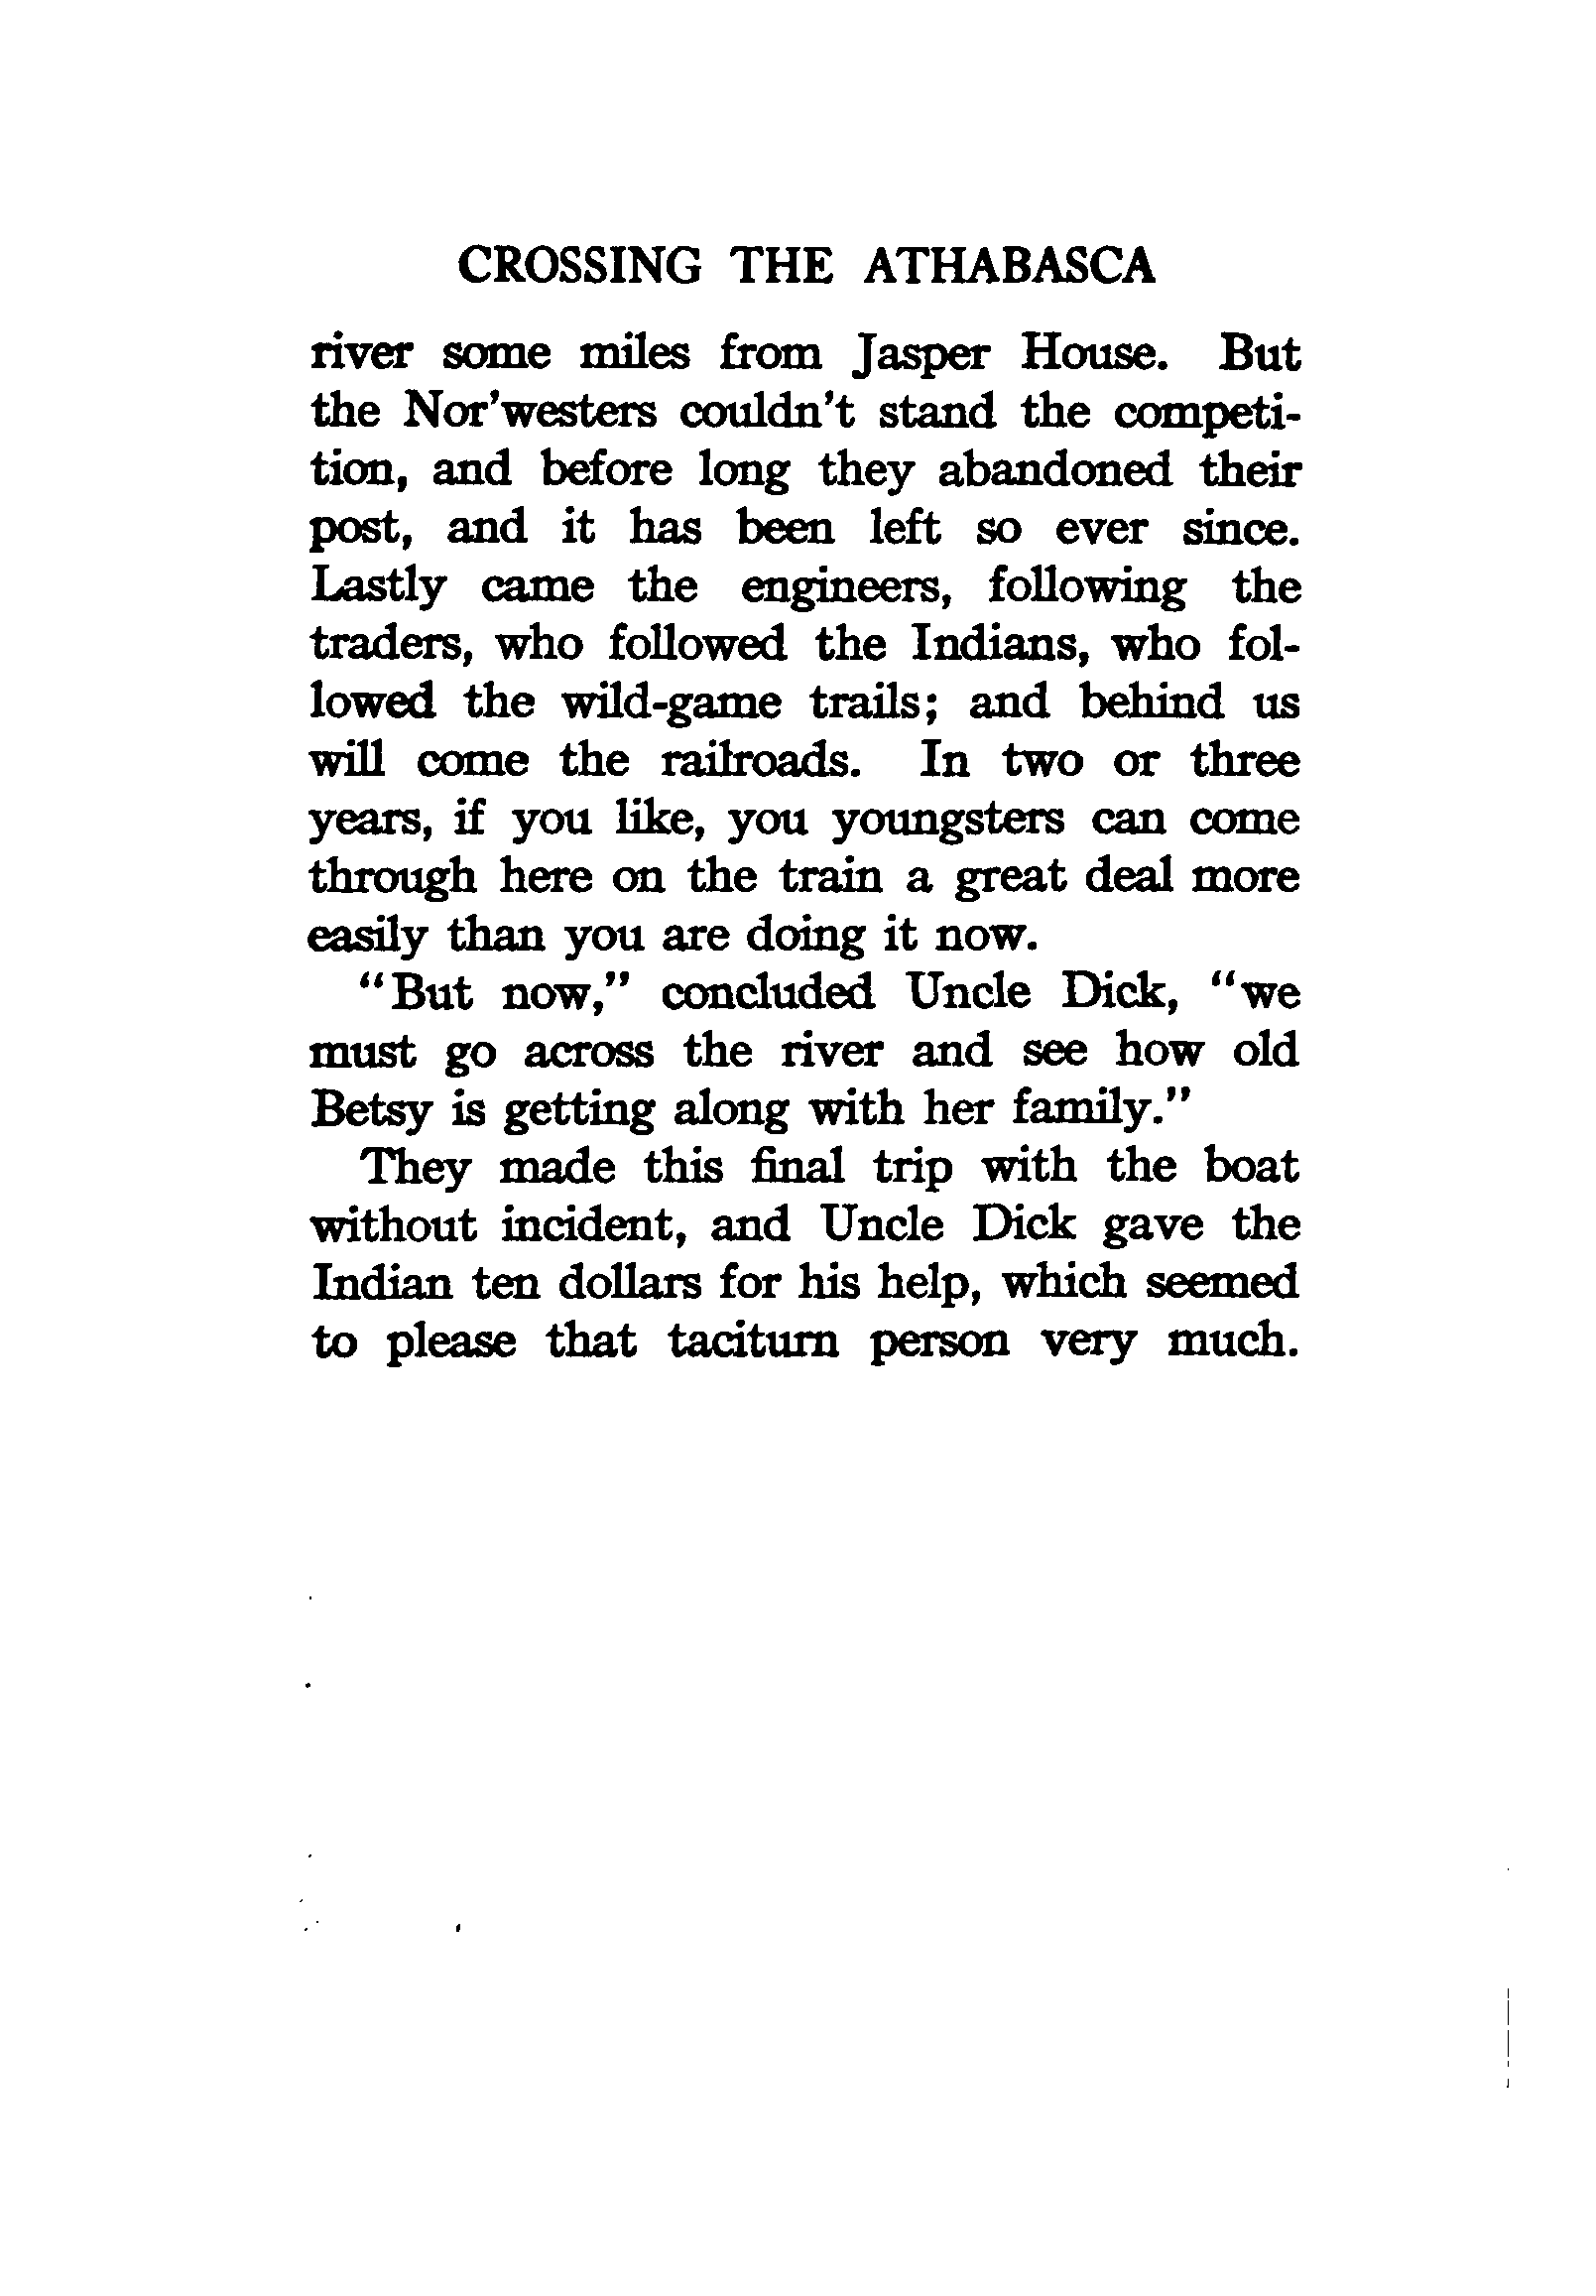 CROSSING THE ATHABASCA
river some miles from Jasper House. But
the Nor'westers couldn't stand the competi-
tion, and before long they abandoned their
post, and it has been left so ever since.
Lastly came the engineers, following the
traders, who followed the Indians, who fol-
lowed the wild-game trails; and behind us
will come the railroads. In two or three
years, if you like, you youngsters can come
through here on the train a great deal more
easily than you are doing it now.
"But now," concluded Uncle Dick, "we
must go across the river and see how old
Betsy is getting along with her family."
They made this final trip with the boat
without incident, and Uncle Dick gave the
Indian ten dollars for his help, which seemed
to please that taciturn person very much.